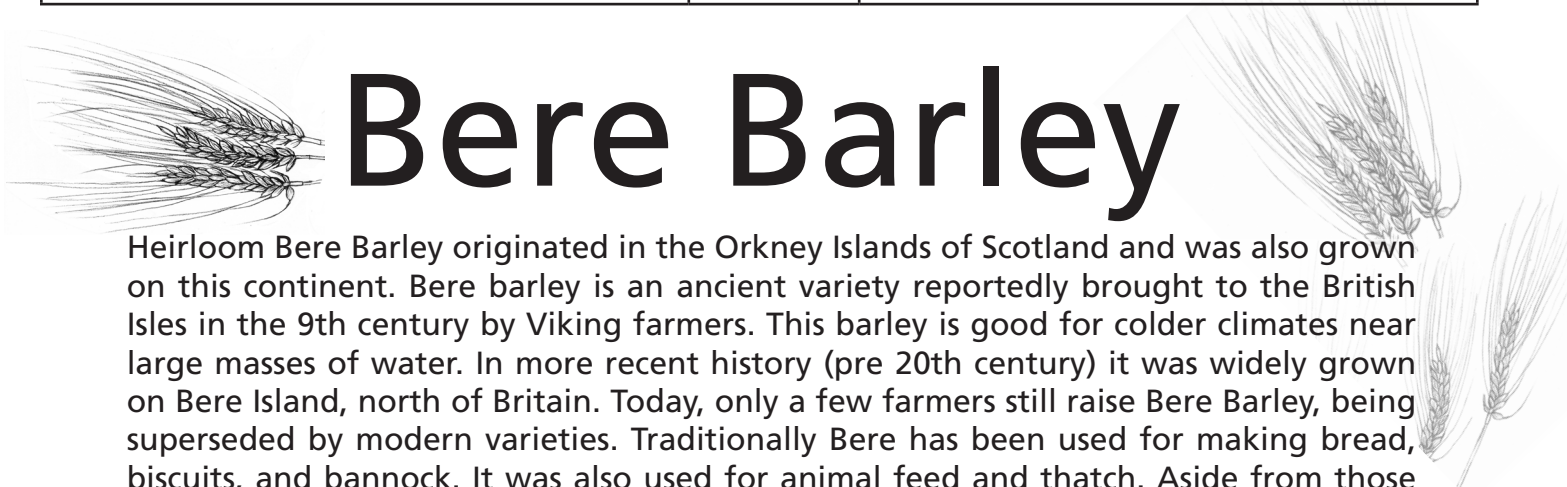 Bere Barley
Heirloom Bere Barley originated in the Orkney Islands of Scotland and was also grown
on this continent. Bere barley is an ancient variety reportedly brought to the British
Isles in the 9th century by Viking farmers. This barley is good for colder climates near
large masses of water. In more recent history (pre 20th century) it was widely grown
on Bere Island, north of Britain. Today, only a few farmers still raise Bere Barley, being
superseded by modern varieties. Traditionally Bere has been used for making bread,
biscuits, and bannock. It was also used for animal feed and thatch. Aside from those